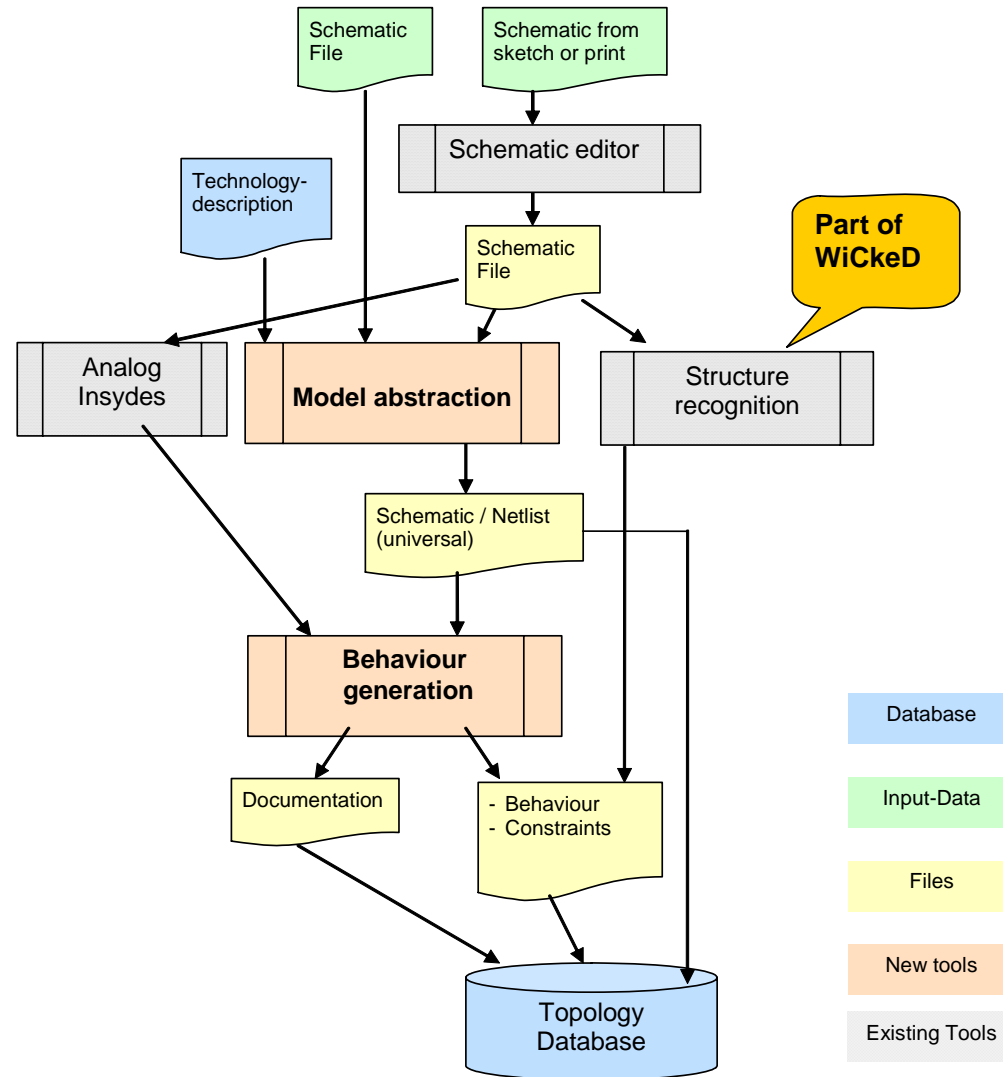 Schematic
File
Schematic from
sketch or print
Schematic editor
Technology-
description
Schematic
File
Part of
WiCkeD
Analog
Insydes
Model abstraction
Structure
recognition
Schematic / Netlist
(universal)
Behaviour
generation
Documentation
- Behaviour
- Constraints
Topology
Database
Database
Input-Data
Files
New tools
Existing Tools